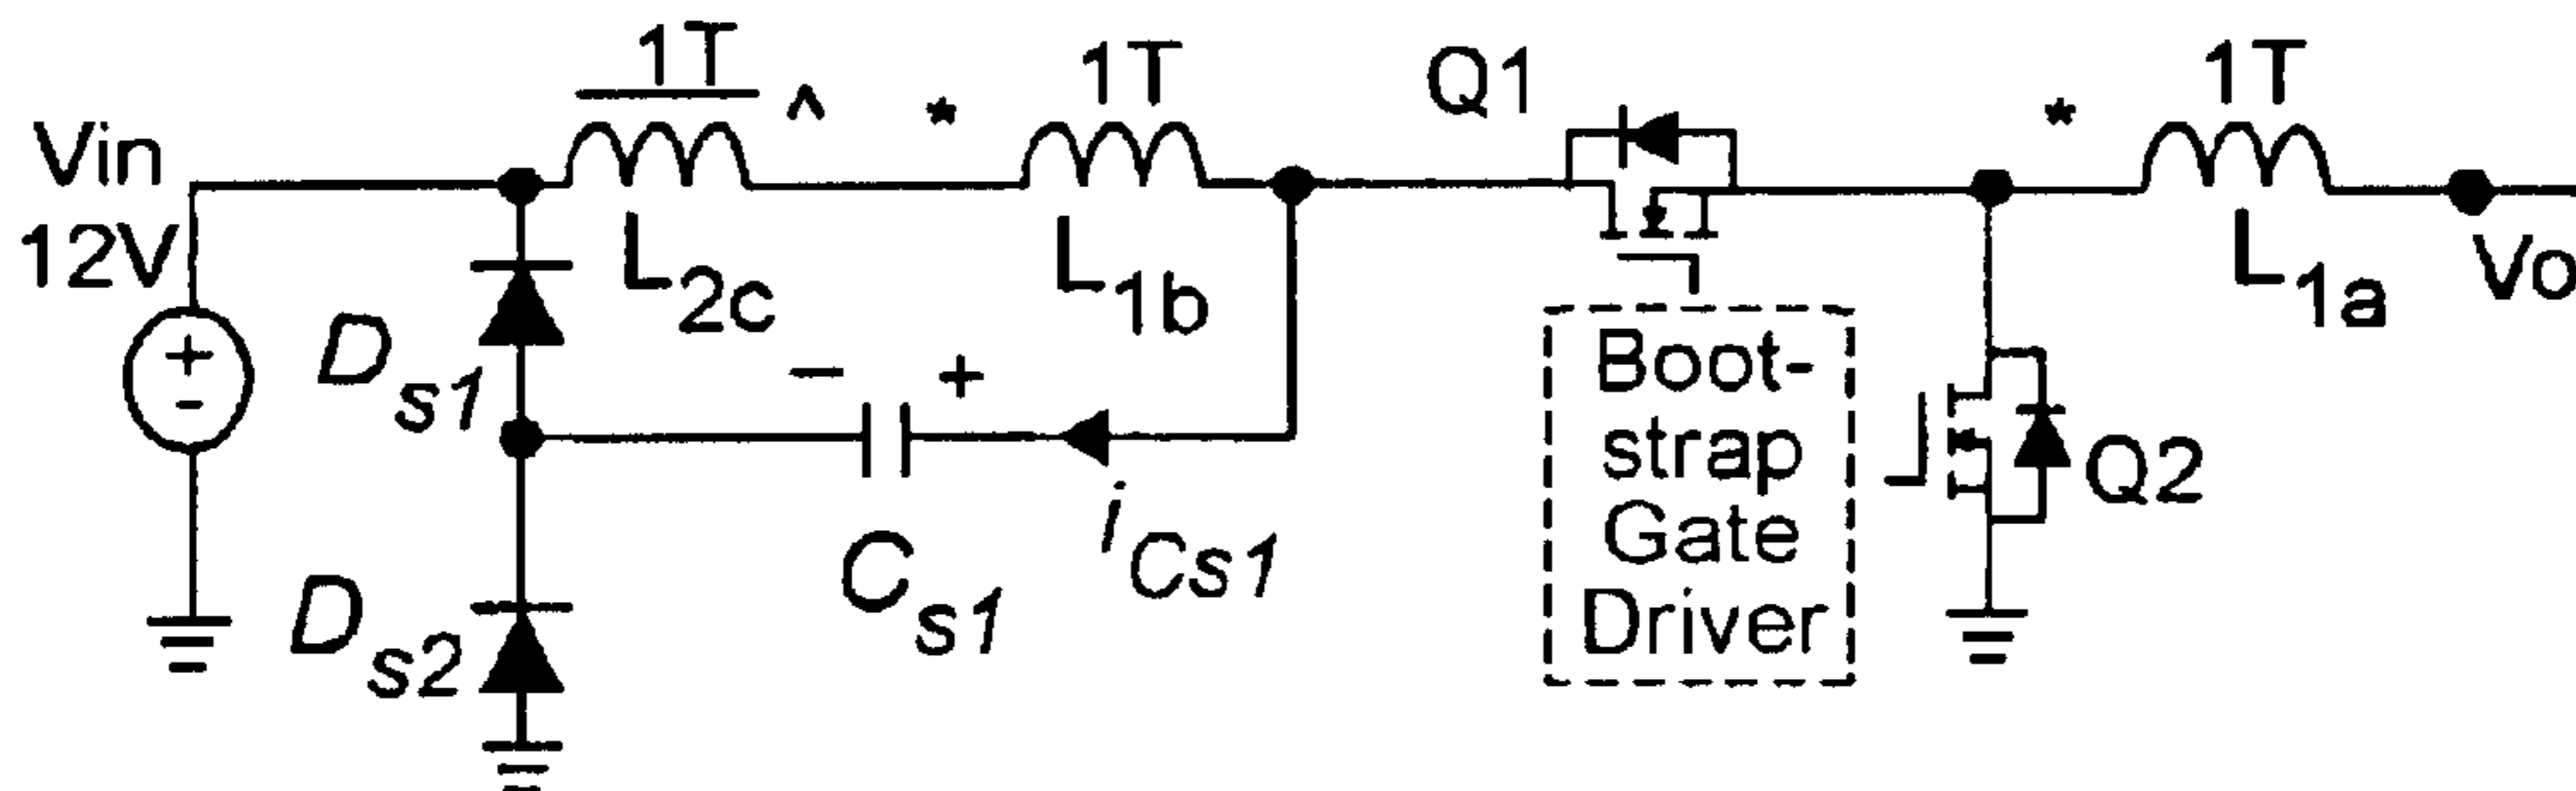 1T
^
*
1T
Q1
*
1T
Vin
12V
L2c
L1b
L1a
Vo
+
-
Ds1
−
+
Boot-
strap
Gate
Driver
Q2
Cs1
iCs1
Ds2